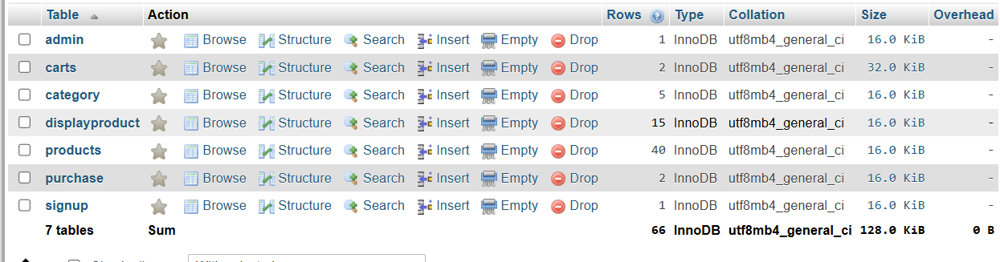 Table Action Rows Type Collation Size Overhead
admin Browse Structure Search Insert Empty Drop 1 InnoDB utf8mb4_general_ci 16.0 KiB -
carts Browse Structure Search Insert Empty Drop 2 InnoDB utf8mb4_general_ci 32.0 KiB -
category Browse Structure Search Insert Empty Drop 5 InnoDB utf8mb4_general_ci 16.0 KiB -
displayproduct Browse Structure Search Insert Empty Drop 15 InnoDB utf8mb4_general_ci 16.0 KiB -
products Browse Structure Search Insert Empty Drop 40 InnoDB utf8mb4_general_ci 16.0 KiB -
purchase Browse Structure Search Insert Empty Drop 2 InnoDB utf8mb4_general_ci 16.0 KiB -
signup Browse Structure Search Insert Empty Drop 1 InnoDB utf8mb4_general_ci 16.0 KiB -
7 tables Sum 66 InnoDB utf8mb4_general_ci 128.0 KiB 0 B